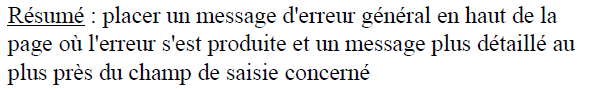 Résumé : placer un message d'erreur général en haut de la
page où l'erreur s'est produite et un message plus détaillé au
plus près du champ de saisie concerné